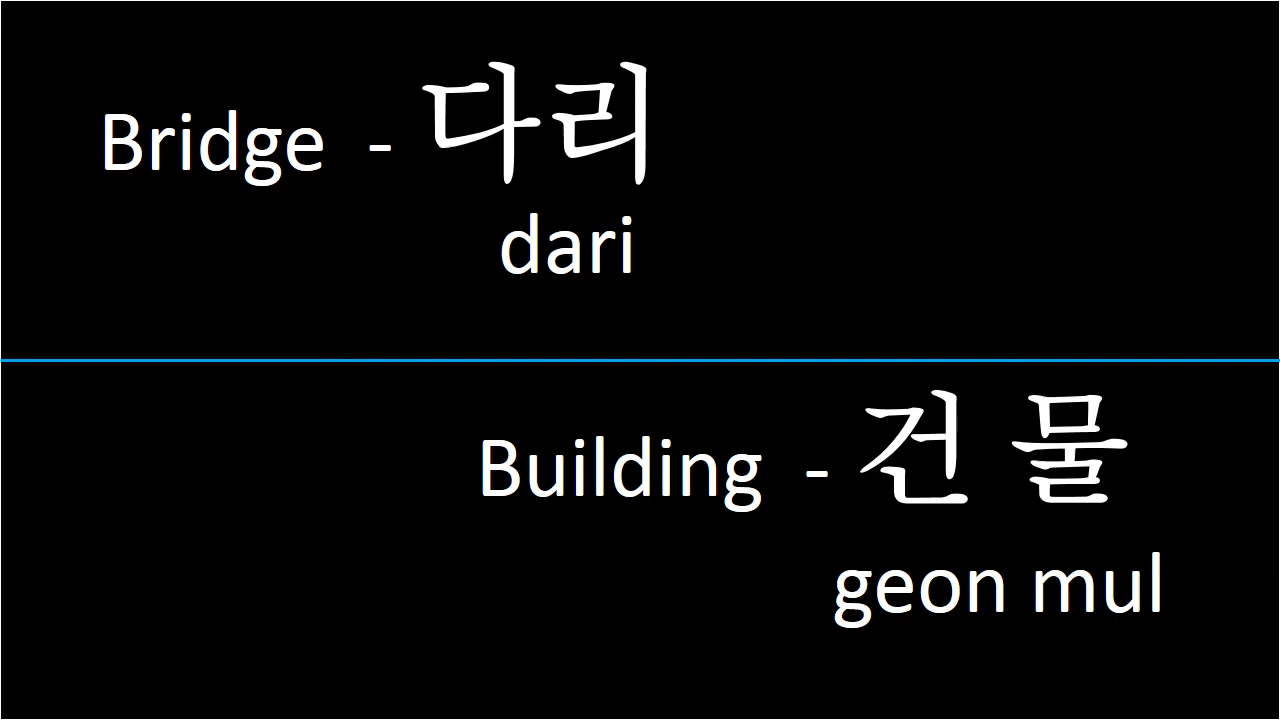 Bridge - 다리
dari
Building - 건 물
geon mul